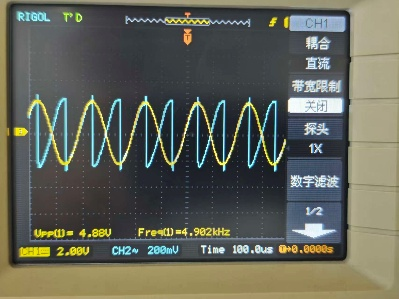 RIGOL T'D
T
CH1
耦合
直流
带宽限制
关闭
探头
1X
数字滤波
1/2
Vpp(1)= 4.88V Freq(1)=4.902kHz
CH1 2.00V CH2~ 200mV Time 100.0us T→0.0000s